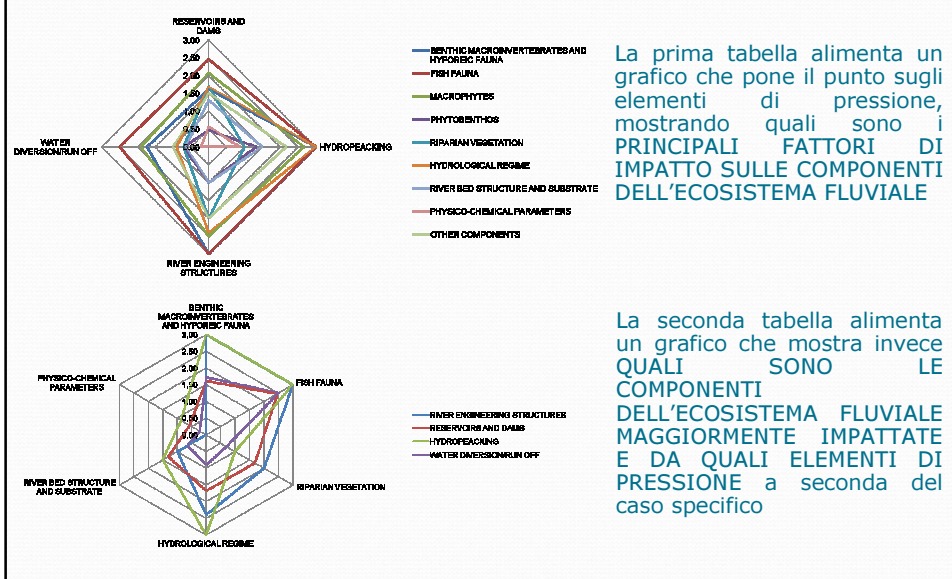 RESERVOIRS AND
DAMS
3.00
2.50
2.00
1.50
1.00
0.50
0.00
WATER
DIVERSION/RUN OFF
HYDROPEACKING
RIVER ENGINEERING
STRUCTURES
BENTHIC MACROINVERTEBRATES AND
HYPOREIC FAUNA
FISH FAUNA
MACROPHYTES
PHYTOBENTHOS
RIPARIAN VEGETATION
HYDROLOGICAL REGIME
RIVER BED STRUCTURE AND SUBSTRATE
PHYSICO-CHEMICAL PARAMETERS
OTHER COMPONENTS
La prima tabella alimenta un
grafico che pone il punto sugli
elementi di pressione,
mostrando quali sono i
PRINCIPALI FATTORI DI
IMPATTO SULLE COMPONENTI
DELL'ECOSISTEMA FLUVIALE
BENTHIC
MACROINVERTEBRATES
AND HYPOREIC FAUNA
3.00
2.50
2.00
1.50
1.00
0.50
0.00
PHYSICO-CHEMICAL
PARAMETERS
FISH FAUNA
RIVER BED STRUCTURE
AND SUBSTRATE
RIPARIAN VEGETATION
HYDROLOGICAL REGIME
RIVER ENGINEERING STRUCTURES
RESERVOIRS AND DAMS
HYDROPEACKING
WATER DIVERSION/RUN OFF
La seconda tabella alimenta
un grafico che mostra invece
QUALI SONO LE
COMPONENTI
DELL'ECOSISTEMA FLUVIALE
MAGGIORMENTE IMPATTATE
E DA QUALI ELEMENTI DI
PRESSIONE a seconda del
caso specifico